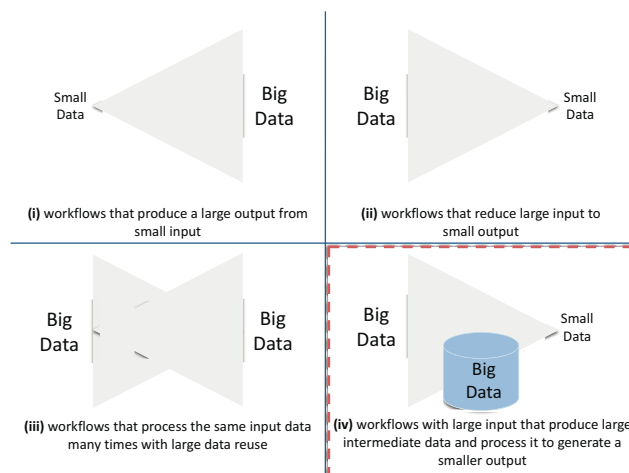 Small
Data
Big
Data
(i) workflows that produce a large output from
small input
Big
Data
Small
Data
(ii) workflows that reduce large input to
small output
Big
Data
Big
Data
(iii) workflows that process the same input data
many times with large data reuse
Big
Data
Small
Data
Big
Data
(iv) workflows with large input that produce large
intermediate data and process it to generate a
smaller output